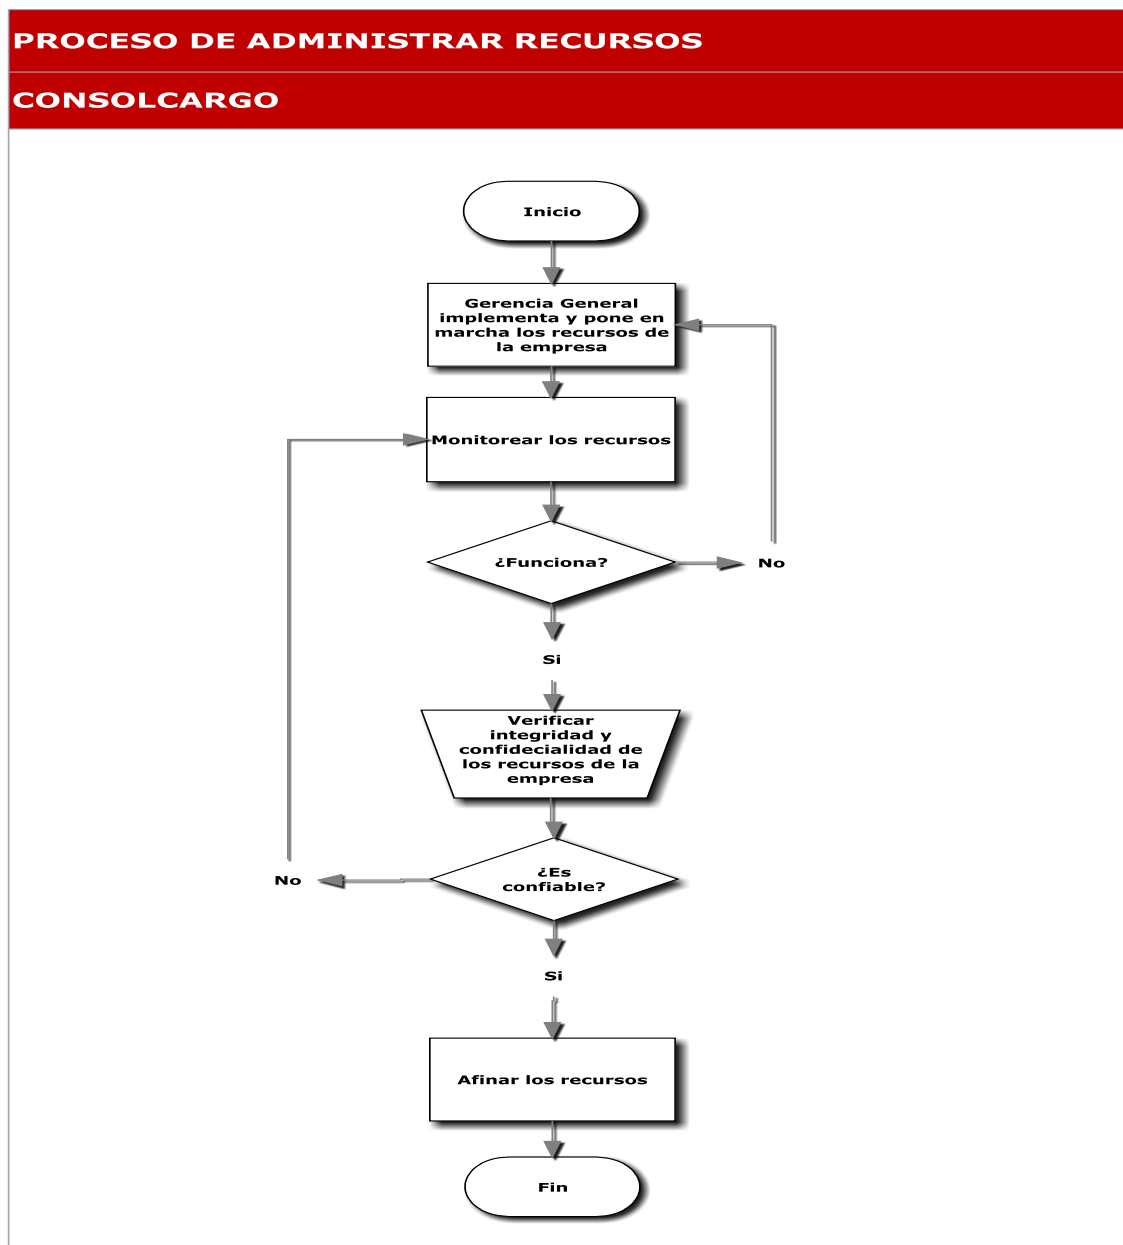 PROCESO DE ADMINISTRAR RECURSOS
CONSOLCARGO
Inicio
Gerencia General
implementa y pone en
marcha los recursos de
la empresa
Monitorear los recursos
¿Funciona?
No
Si
Verificar
integridad y
confidecialidad de
los recursos de la
empresa
¿Es
confiable?
No
Si
Afinar los recursos
Fin